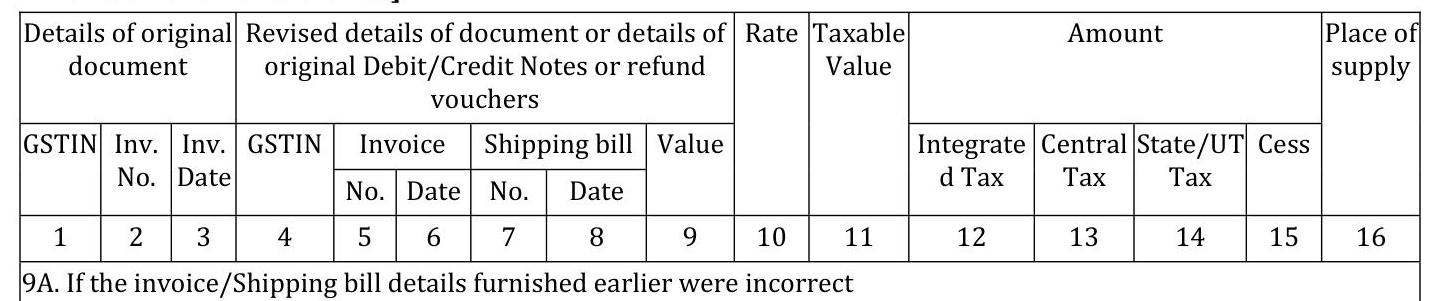 Details of original document | Revised details of document or details of original Debit/Credit Notes or refund vouchers | Rate | Taxable Value | Amount | Place of supply
GSTIN | Inv. No. | Inv. Date | GSTIN | Invoice | Shipping bill | Value | Integrate d Tax | Central Tax | State/UT Tax | Cess
No. | Date | No. | Date
1 | 2 | 3 | 4 | 5 | 6 | 7 | 8 | 9 | 10 | 11 | 12 | 13 | 14 | 15 | 16
9A. If the invoice/Shipping bill details furnished earlier were incorrect